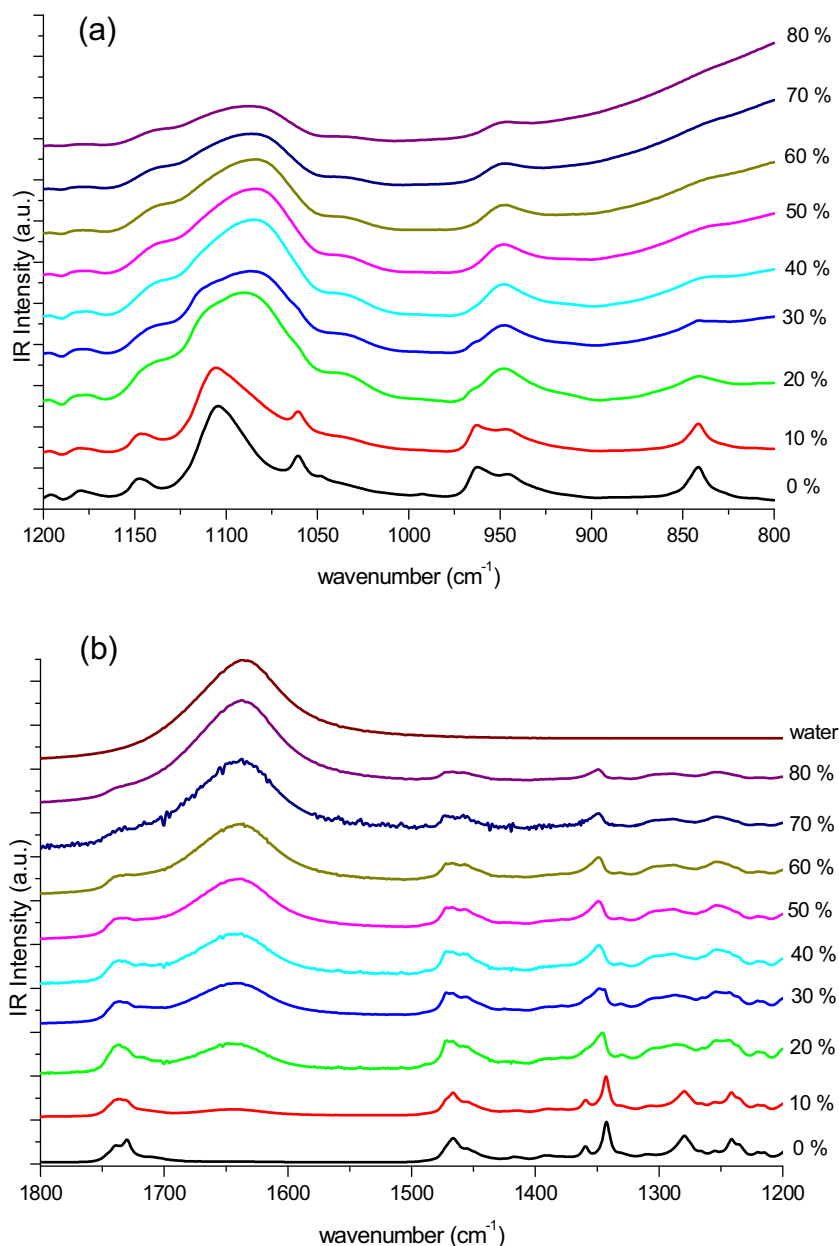 (a)
80 %
70 %
60 %
50 %
40 %
30 %
20 %
10 %
0 %
IR Intensity (a.u.)
1200 1150 1100 1050 1000 950 900 850 800
wavenumber (cm⁻¹)
(b)
water
80 %
70 %
60 %
50 %
40 %
30 %
20 %
10 %
0 %
IR Intensity (a.u.)
1800 1700 1600 1500 1400 1300 1200
wavenumber (cm⁻¹)